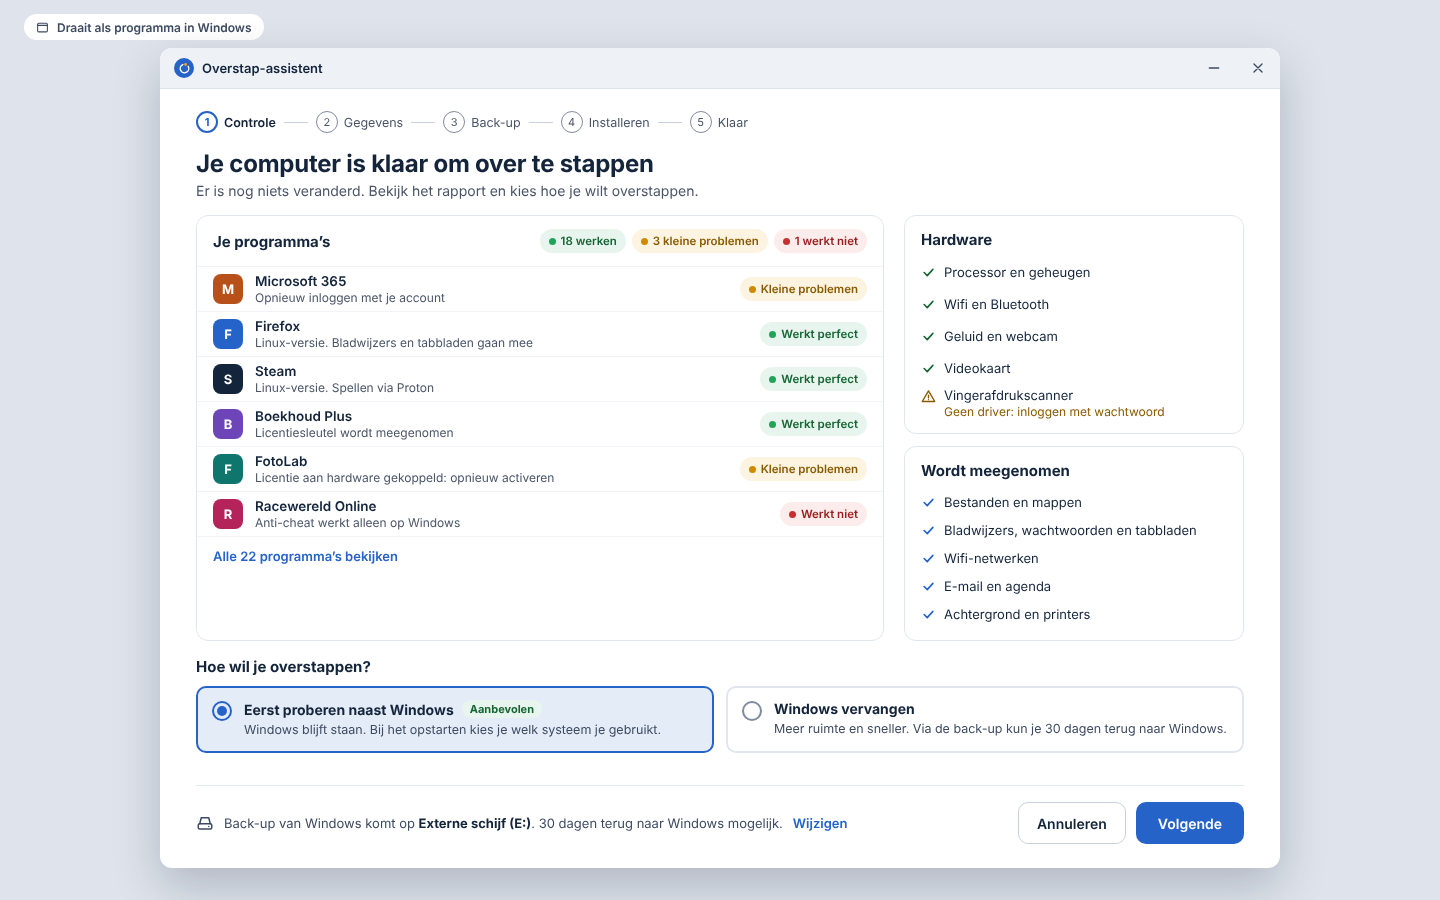 Draait als programma in Windows
Overstap-assistent
1 Controle 2 Gegevens 3 Back-up 4 Installeren 5 Klaar
Je computer is klaar om over te stappen
Er is nog niets veranderd. Bekijk het rapport en kies hoe je wilt overstappen.
Je programma’s
18 werken 3 kleine problemen 1 werkt niet
M Microsoft 365
Opnieuw inloggen met je account
Kleine problemen
F Firefox
Linux-versie. Bladwijzers en tabbladen gaan mee
Werkt perfect
S Steam
Linux-versie. Spellen via Proton
Werkt perfect
B Boekhoud Plus
Licentiesleutel wordt meegenomen
Werkt perfect
F FotoLab
Licentie aan hardware gekoppeld: opnieuw activeren
Kleine problemen
R Racewereld Online
Anti-cheat werkt alleen op Windows
Werkt niet
Alle 22 programma’s bekijken
Hardware
Processor en geheugen
Wifi en Bluetooth
Geluid en webcam
Videokaart
Vingerafdrukscanner
Geen driver: inloggen met wachtwoord
Wordt meegenomen
Bestanden en mappen
Bladwijzers, wachtwoorden en tabbladen
Wifi-netwerken
E-mail en agenda
Achtergrond en printers
Hoe wil je overstappen?
Eerst proberen naast Windows Aanbevolen
Windows blijft staan. Bij het opstarten kies je welk systeem je gebruikt.
Windows vervangen
Meer ruimte en sneller. Via de back-up kun je 30 dagen terug naar Windows.
Back-up van Windows komt op Externe schijf (E:). 30 dagen terug naar Windows mogelijk. Wijzigen
Annuleren
Volgende